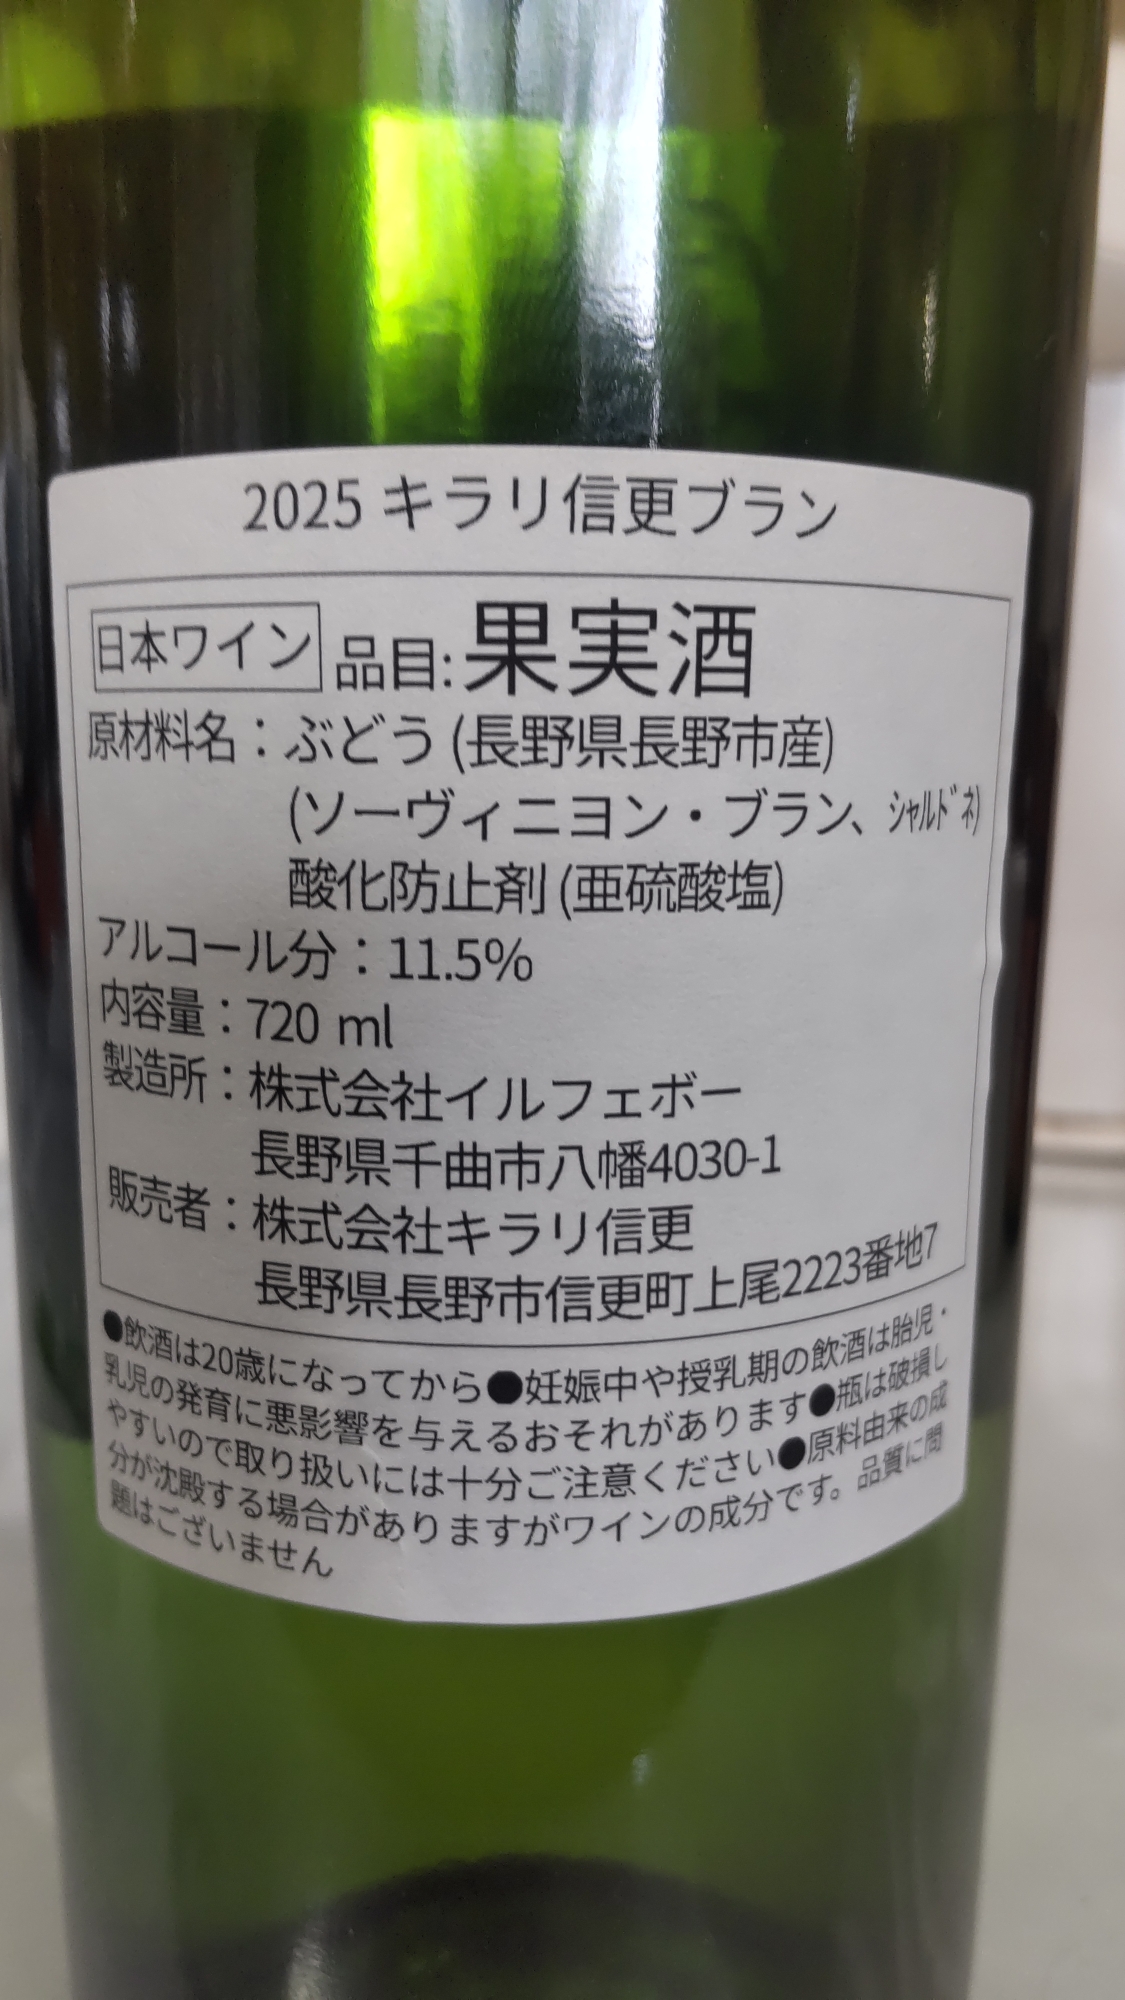 2025 キラリ信更ブラン
日本ワイン 品目:果実酒
原材料名：ぶどう (長野県長野市産)
(ソーヴィニヨン・ブラン、ｼｬﾙﾄﾞﾈ)
酸化防止剤 (亜硫酸塩)
アルコール分：11.5%
内容量：720 ml
製造所：株式会社イルフェボー
長野県千曲市八幡4030-1
販売者：株式会社キラリ信更
長野県長野市信更町上尾2223番地7
●飲酒は20歳になってから●妊娠中や授乳期の飲酒は胎児・
乳児の発育に悪影響を与えるおそれがあります●瓶は破損し
やすいので取り扱いには十分ご注意ください●原料由来の成
分が沈殿する場合がありますがワインの成分です。品質に問
題はございません